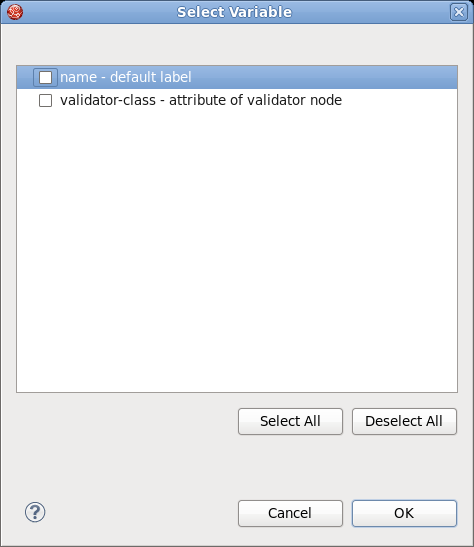 Select Variable
name - default label
validator-class - attribute of validator node
Select All
Deselect All
?
Cancel
OK